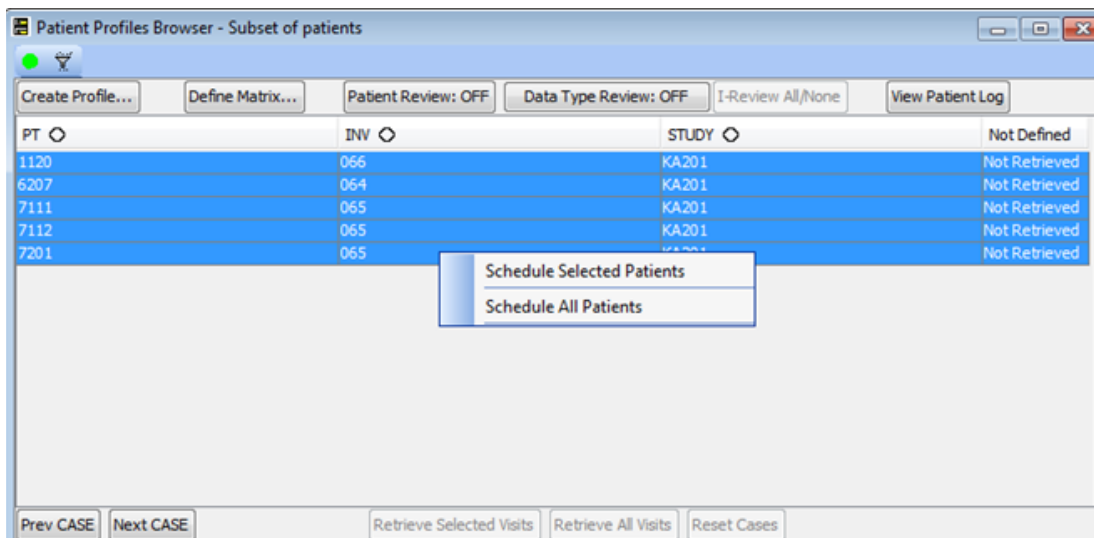 Patient Profiles Browser - Subset of patients
Create Profile... Define Matrix... Patient Review: OFF Data Type Review: OFF I-Review All/None View Patient Log
PT INV STUDY Not Defined
1120 066 KA201 Not Retrieved
6207 064 KA201 Not Retrieved
7111 065 KA201 Not Retrieved
7112 065 KA201 Not Retrieved
7201 065 KA201 Not Retrieved
Schedule Selected Patients
Schedule All Patients
Prev CASE Next CASE Retrieve Selected Visits Retrieve All Visits Reset Cases